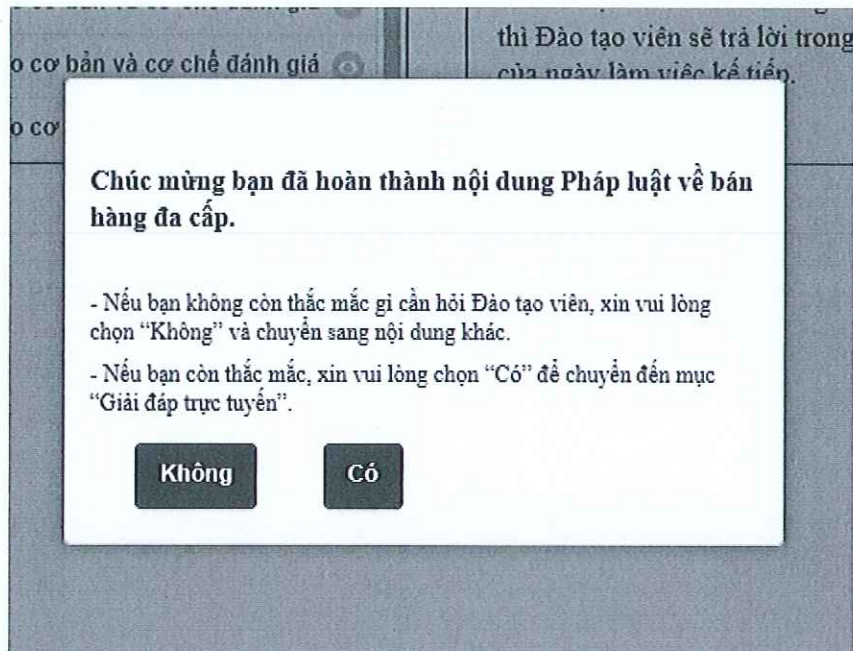 o cơ bản và cơ chế đánh giá
o cơ
thì Đào tạo viên sẽ trả lời trong
của ngày làm việc kế tiếp.
Chúc mừng bạn đã hoàn thành nội dung Pháp luật về bán
hàng đa cấp.
- Nếu bạn không còn thắc mắc gì cần hỏi Đào tạo viên, xin vui lòng
chọn “Không” và chuyển sang nội dung khác.
- Nếu bạn còn thắc mắc, xin vui lòng chọn “Có” để chuyển đến mục
“Giải đáp trực tuyến”.
Không
Có